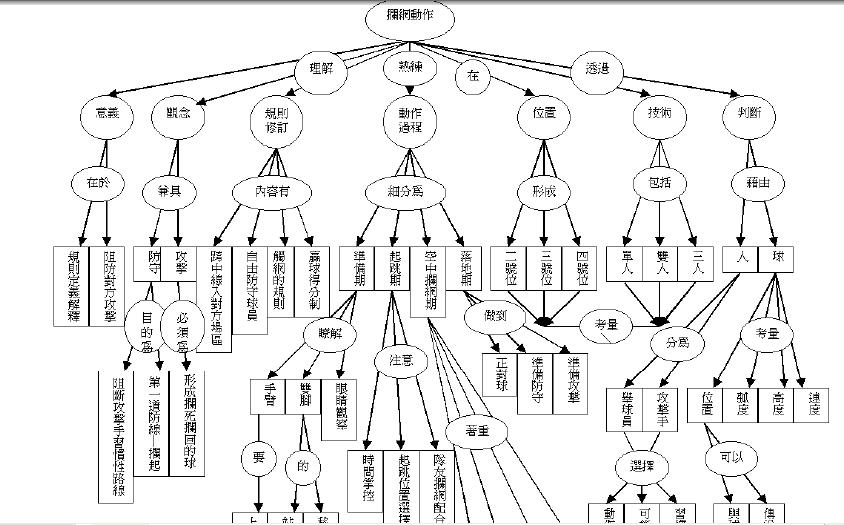 攔網動作
理解
熟練
在
透過
意義
觀念
規則
修訂
動作
過程
位置
技術
判斷
在於
兼具
內容有
細分為
形成
包括
藉由
規則定義解釋
阻防對方攻擊
防守
攻擊
跨中線入對方場區
自由防守球員
觸網的規則
贏球得分制
準備期
起跳期
空中攔網期
落地期
二號位
三號位
四號位
單人
雙人
三人
人
球
目的為
必須為
瞭解
做到
考量
分為
考量
注意
阻斷攻擊手習慣性路線
第一道防線—攔起
形成攔死攔回的球
手臂
雙腳
眼睛觀察
正對球
準備防守
準備攻擊
舉球員
攻擊手
位置
弧度
高度
速度
著重
要
的
時間掌控
起跳位置選擇
隊友攔網配合
選擇
可以
上
動
可